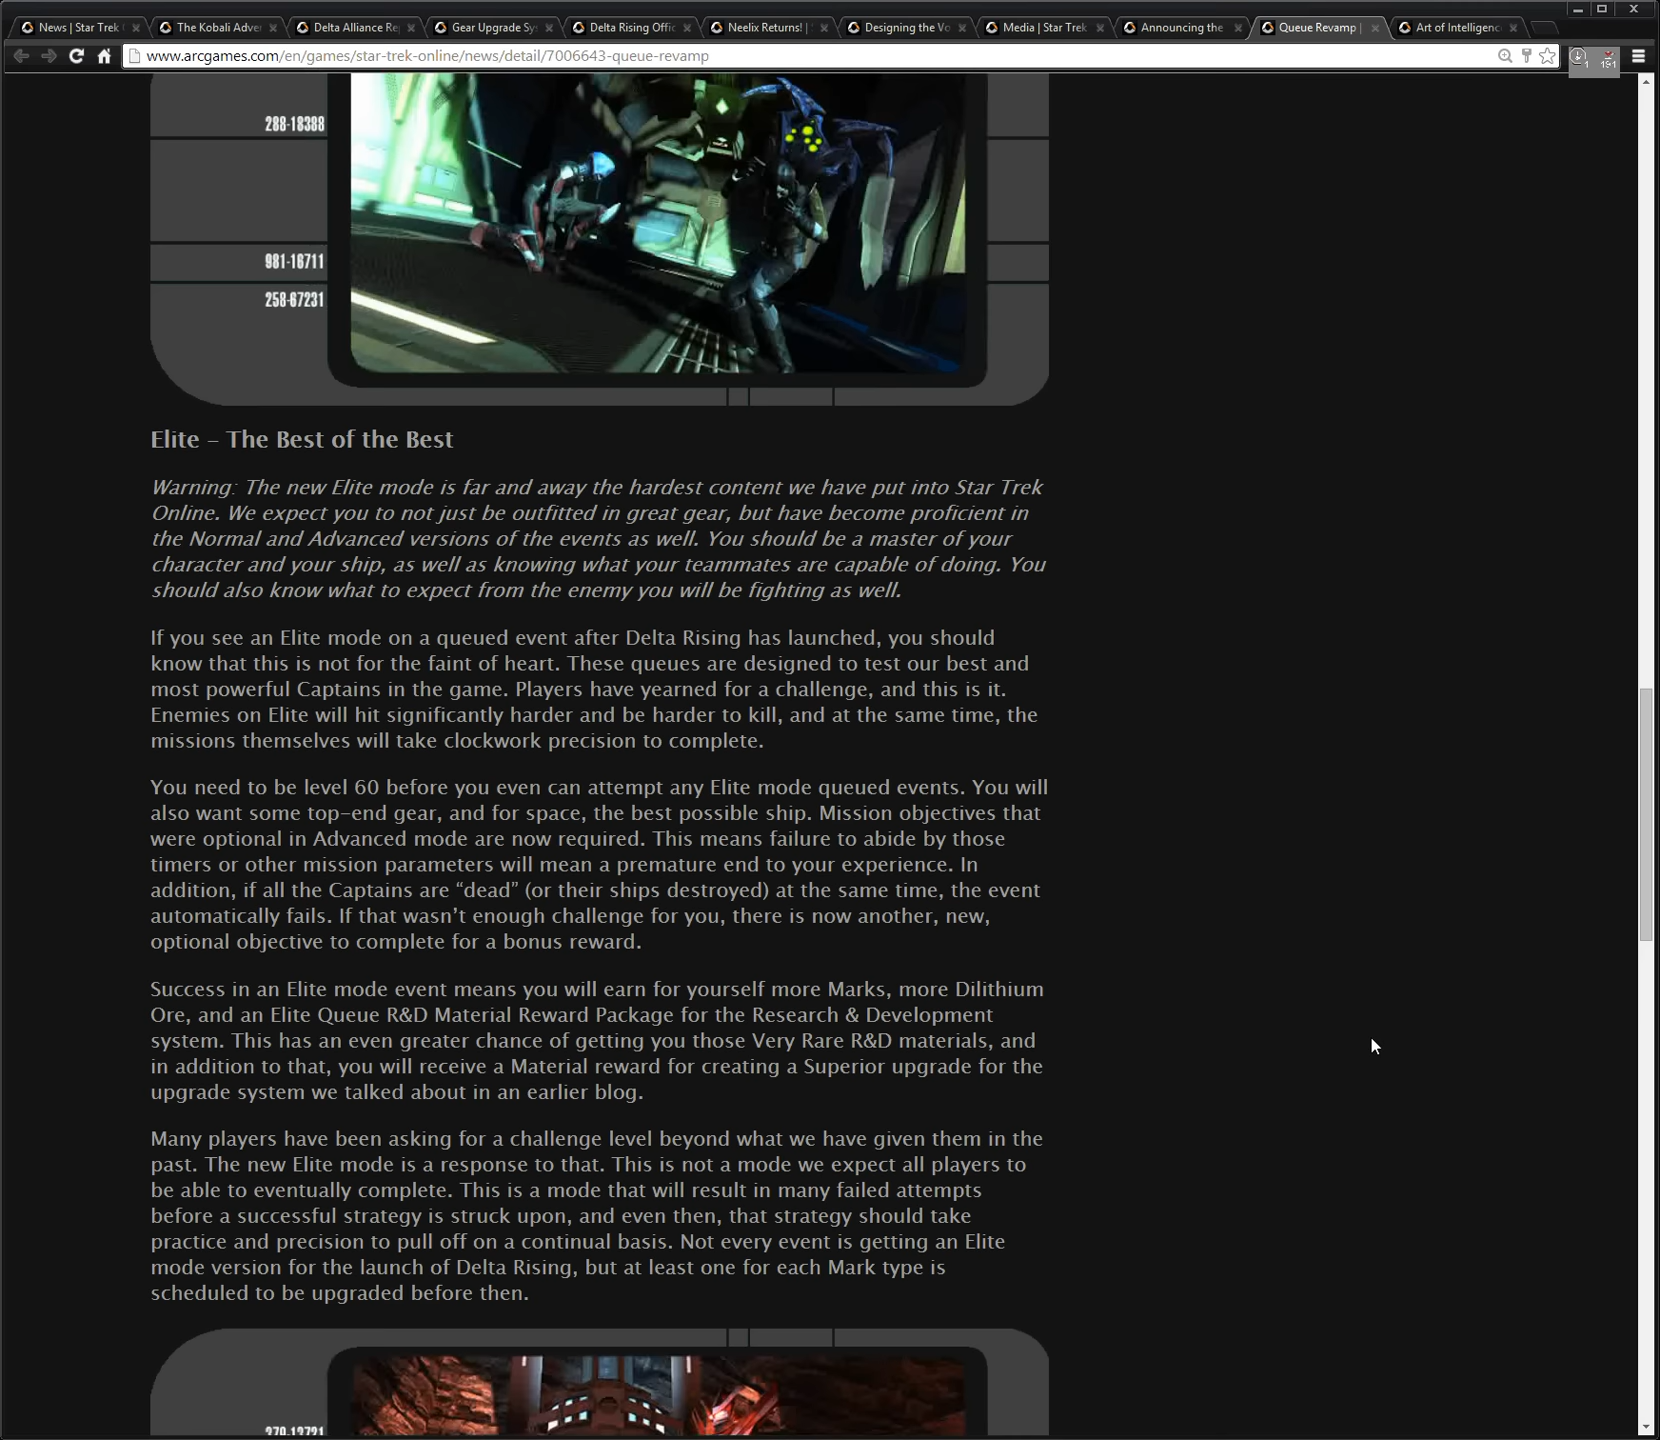 News | Star Trek
The Kobali Adve
Delta Alliance Re
Gear Upgrade Sy
Delta Rising Offic
Neelix Returns! |
Designing the Vo
Media | Star Trek
Announcing the
Queue Revamp |
Art of Intelligenc
www.arcgames.com/en/games/star-trek-online/news/detail/7006643-queue-revamp
1
191
288-18388
981-16711
258-67231
Elite – The Best of the Best
Warning: The new Elite mode is far and away the hardest content we have put into Star Trek
Online. We expect you to not just be outfitted in great gear, but have become proficient in
the Normal and Advanced versions of the events as well. You should be a master of your
character and your ship, as well as knowing what your teammates are capable of doing. You
should also know what to expect from the enemy you will be fighting as well.
If you see an Elite mode on a queued event after Delta Rising has launched, you should
know that this is not for the faint of heart. These queues are designed to test our best and
most powerful Captains in the game. Players have yearned for a challenge, and this is it.
Enemies on Elite will hit significantly harder and be harder to kill, and at the same time, the
missions themselves will take clockwork precision to complete.
You need to be level 60 before you even can attempt any Elite mode queued events. You will
also want some top-end gear, and for space, the best possible ship. Mission objectives that
were optional in Advanced mode are now required. This means failure to abide by those
timers or other mission parameters will mean a premature end to your experience. In
addition, if all the Captains are “dead” (or their ships destroyed) at the same time, the event
automatically fails. If that wasn’t enough challenge for you, there is now another, new,
optional objective to complete for a bonus reward.
Success in an Elite mode event means you will earn for yourself more Marks, more Dilithium
Ore, and an Elite Queue R&D Material Reward Package for the Research & Development
system. This has an even greater chance of getting you those Very Rare R&D materials, and
in addition to that, you will receive a Material reward for creating a Superior upgrade for the
upgrade system we talked about in an earlier blog.
Many players have been asking for a challenge level beyond what we have given them in the
past. The new Elite mode is a response to that. This is not a mode we expect all players to
be able to eventually complete. This is a mode that will result in many failed attempts
before a successful strategy is struck upon, and even then, that strategy should take
practice and precision to pull off on a continual basis. Not every event is getting an Elite
mode version for the launch of Delta Rising, but at least one for each Mark type is
scheduled to be upgraded before then.